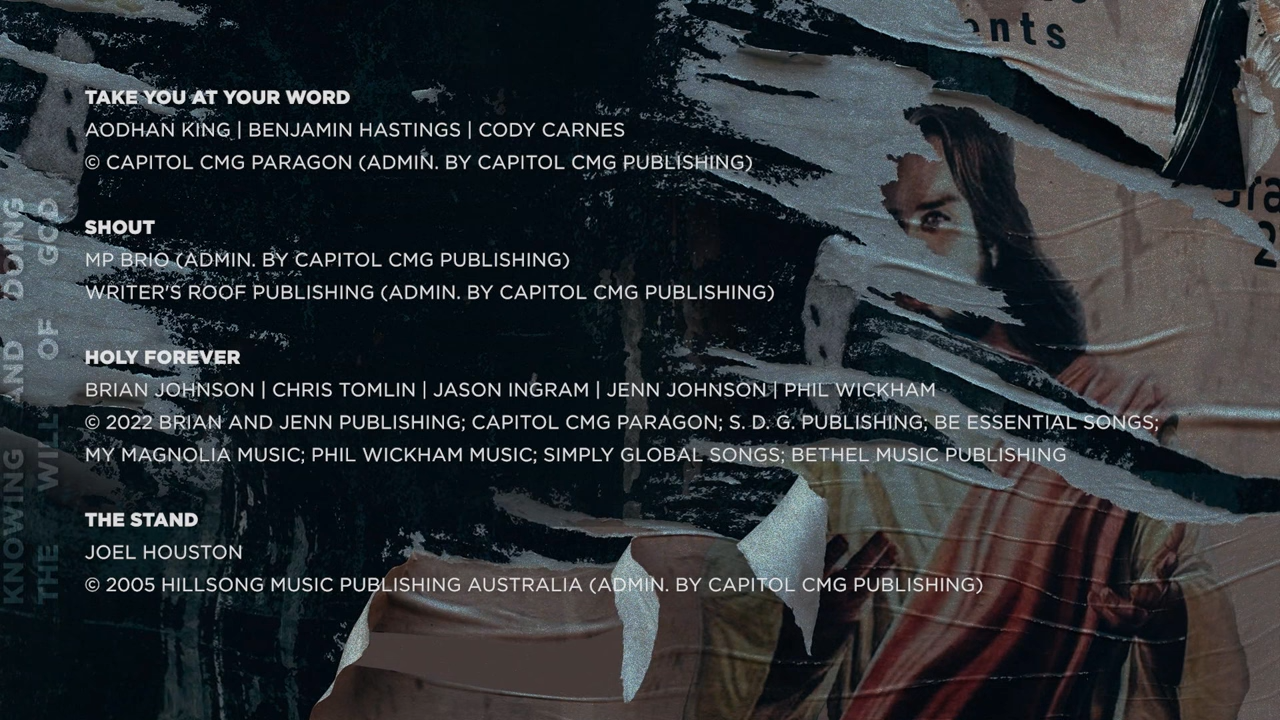 ents
TAKE YOU AT YOUR WORD
AODHAN KING | BENJAMIN HASTINGS | CODY CARNES
© CAPITOL CMG PARAGON (ADMIN. BY CAPITOL CMG PUBLISHING)
SHOUT
MP BRIO (ADMIN. BY CAPITOL CMG PUBLISHING)
WRITER'S ROOF PUBLISHING (ADMIN. BY CAPITOL CMG PUBLISHING)
HOLY FOREVER
BRIAN JOHNSON | CHRIS TOMLIN | JASON INGRAM | JENN JOHNSON | PHIL WICKHAM
© 2022 BRIAN AND JENN PUBLISHING; CAPITOL CMG PARAGON; S. D. G. PUBLISHING; BE ESSENTIAL SONGS;
MY MAGNOLIA MUSIC; PHIL WICKHAM MUSIC; SIMPLY GLOBAL SONGS; BETHEL MUSIC PUBLISHING
THE STAND
JOEL HOUSTON
© 2005 HILLSONG MUSIC PUBLISHING AUSTRALIA (ADMIN. BY CAPITOL CMG PUBLISHING)
KNOWING AND DOING
THE WILL OF GOD